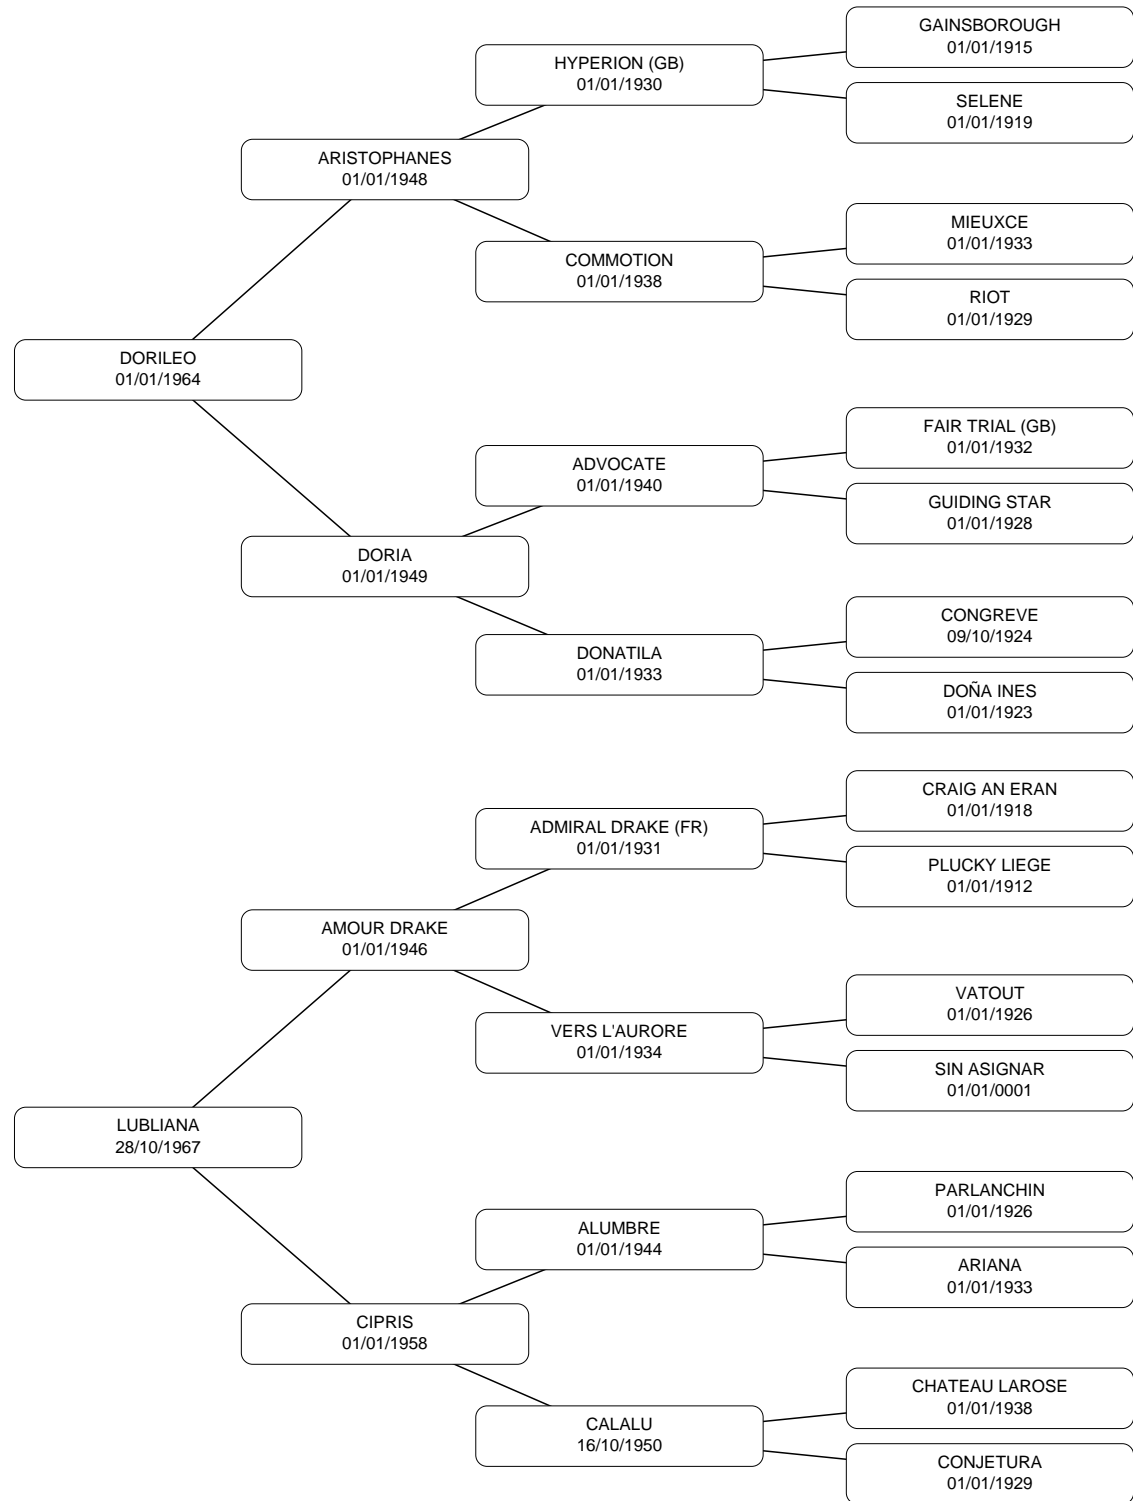 GAINSBOROUGH
01/01/1915
HYPERION (GB)
01/01/1930
SELENE
01/01/1919
ARISTOPHANES
01/01/1948
MIEUXCE
01/01/1933
COMMOTION
01/01/1938
RIOT
01/01/1929
DORILEO
01/01/1964
FAIR TRIAL (GB)
01/01/1932
ADVOCATE
01/01/1940
GUIDING STAR
01/01/1928
DORIA
01/01/1949
CONGREVE
09/10/1924
DONATILA
01/01/1933
DOÑA INES
01/01/1923
CRAIG AN ERAN
01/01/1918
ADMIRAL DRAKE (FR)
01/01/1931
PLUCKY LIEGE
01/01/1912
AMOUR DRAKE
01/01/1946
VATOUT
01/01/1926
VERS L'AURORE
01/01/1934
SIN ASIGNAR
01/01/0001
LUBLIANA
28/10/1967
PARLANCHIN
01/01/1926
ALUMBRE
01/01/1944
ARIANA
01/01/1933
CIPRIS
01/01/1958
CHATEAU LAROSE
01/01/1938
CALALU
16/10/1950
CONJETURA
01/01/1929